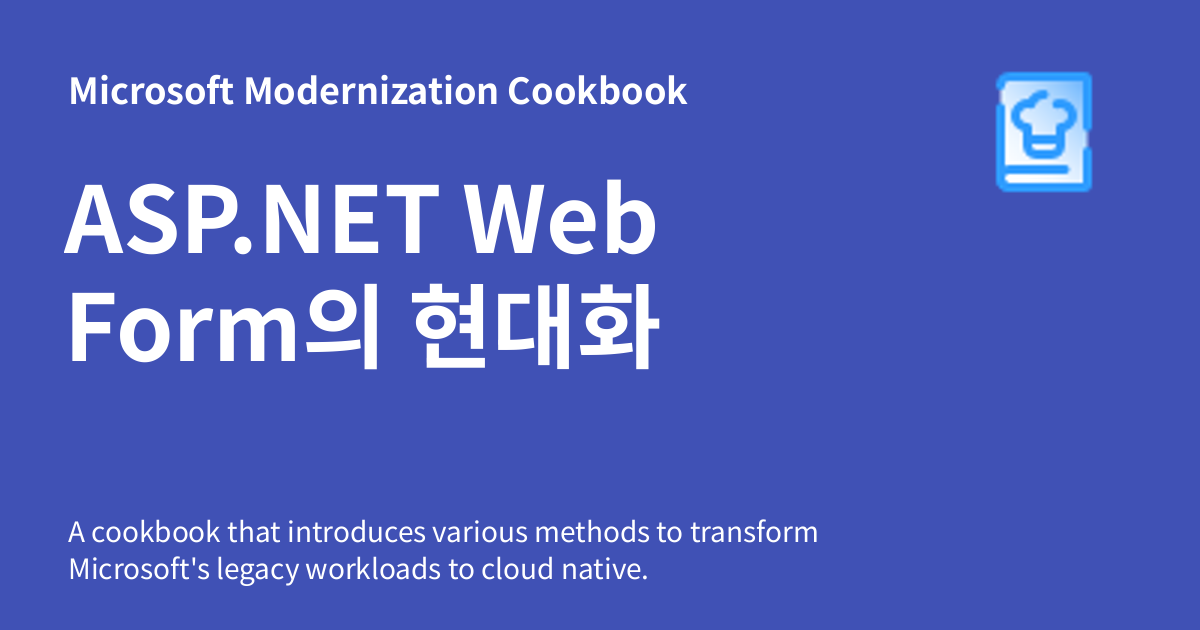 Microsoft Modernization Cookbook
ASP.NET Web
Form의 현대화
A cookbook that introduces various methods to transform
Microsoft's legacy workloads to cloud native.